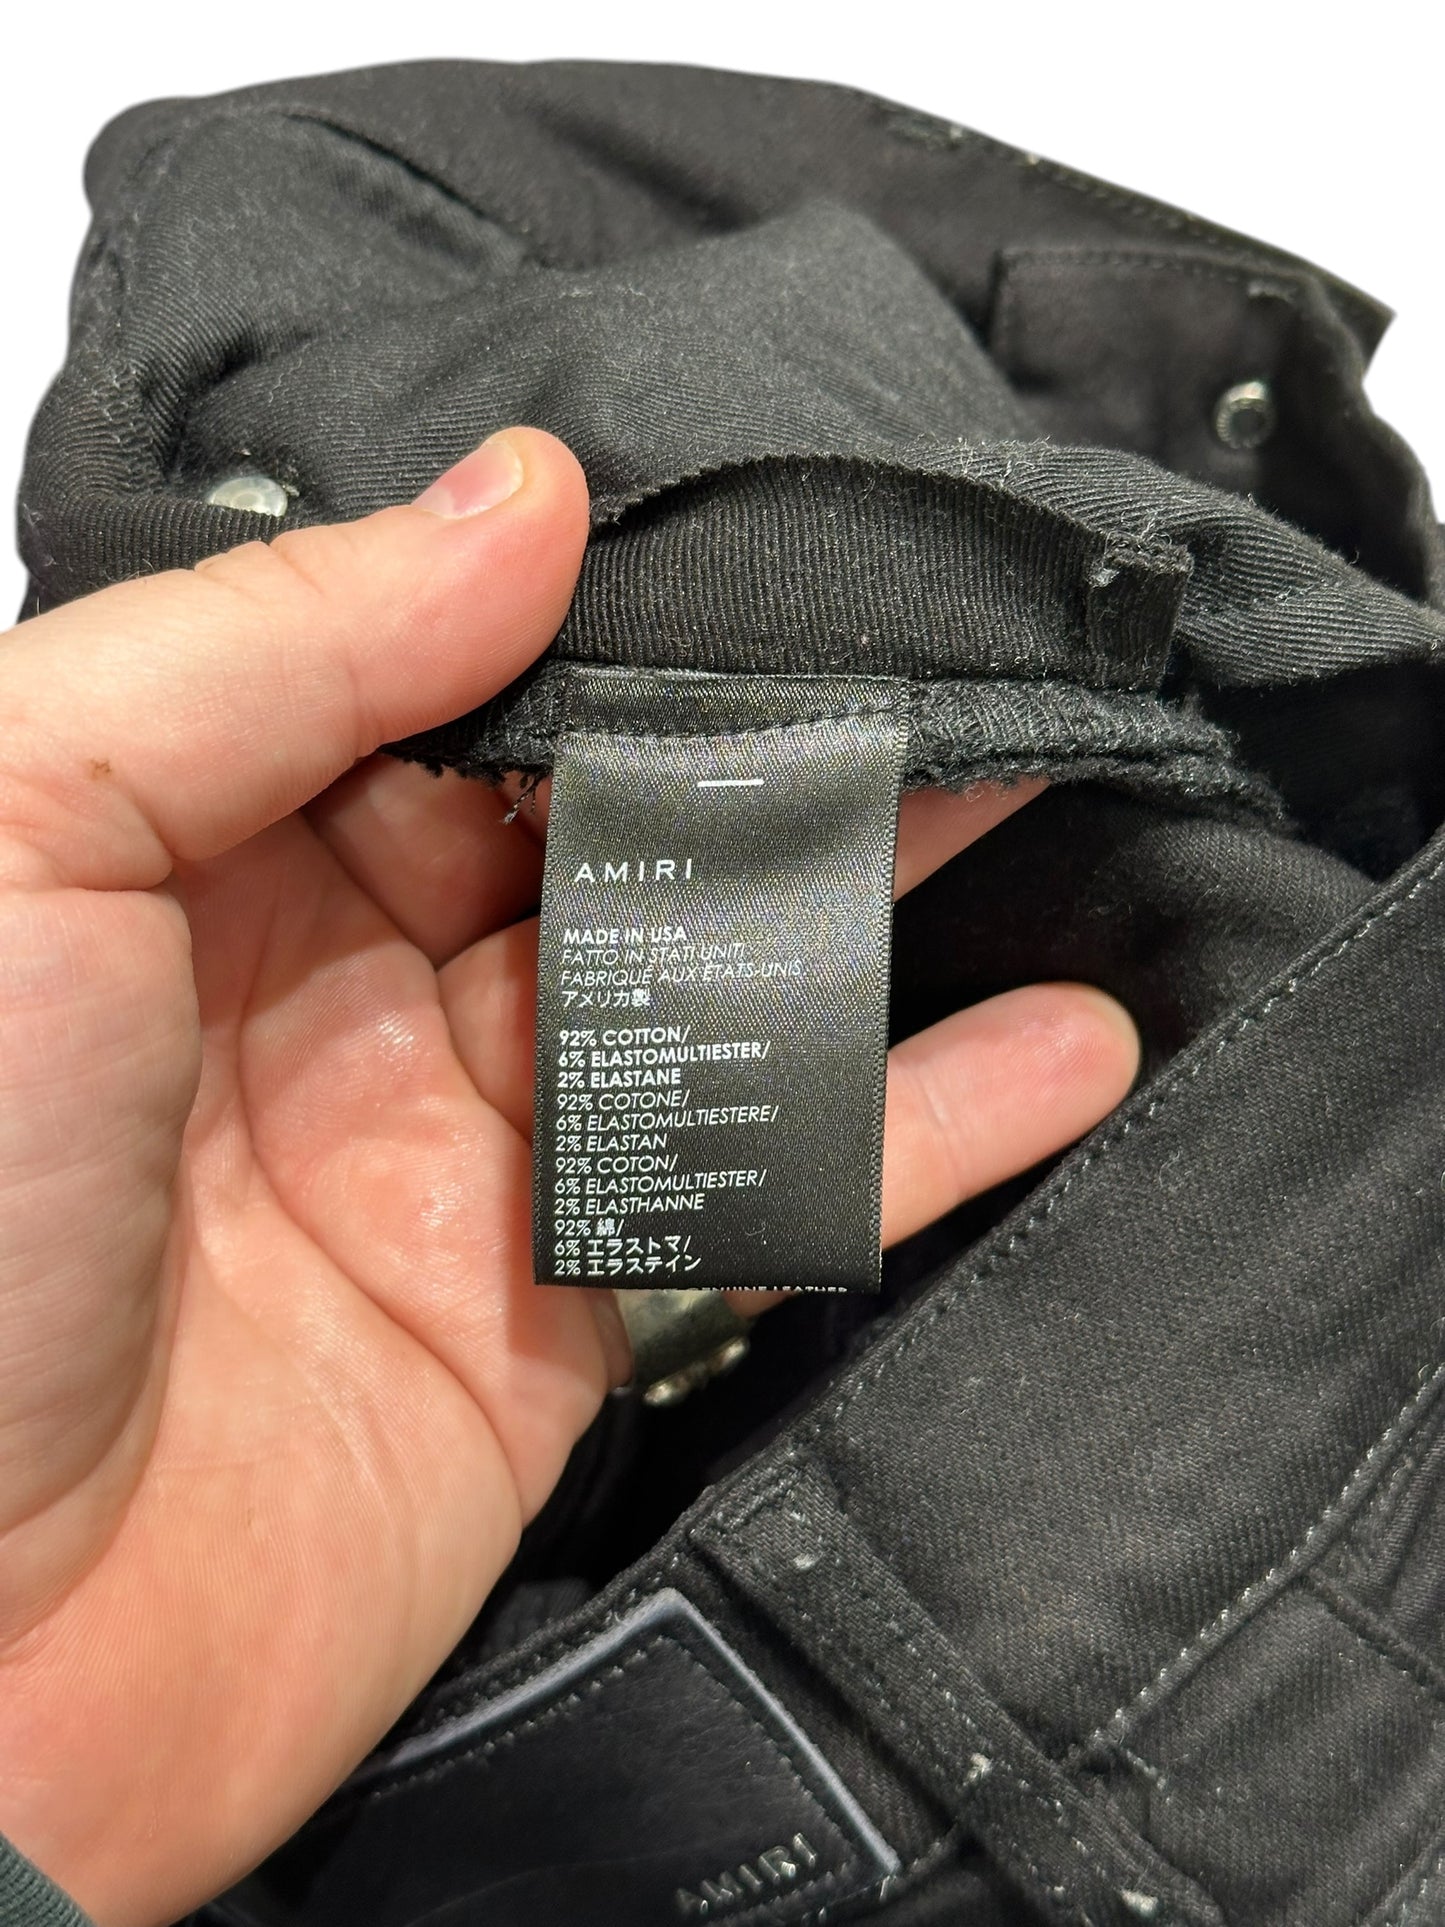 AMIRI
MADE IN USA
FATTO IN STATI UNITI
FABRIQUÉ AUX ÉTATS-UNIS
アメリカ製
92% COTTON/
6% ELASTOMULTIESTER/
2% ELASTANE
92% COTONE/
6% ELASTOMULTIESTERE/
2% ELASTAN
92% COTON/
6% ELASTOMULTIESTER/
2% ELASTHANNE
92% 綿/
6% エラストマ/
2% エラステイン
GENUINE LEATHER
AMIRI